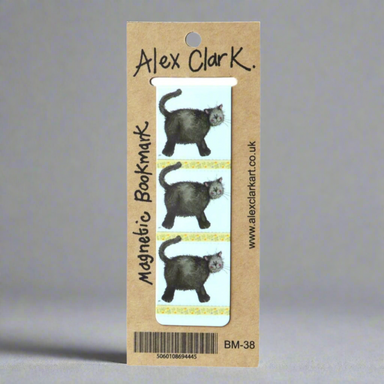 Alex Clark.
Magnetic Bookmark
www.alexclarkart.co.uk
5060108694445
BM-38